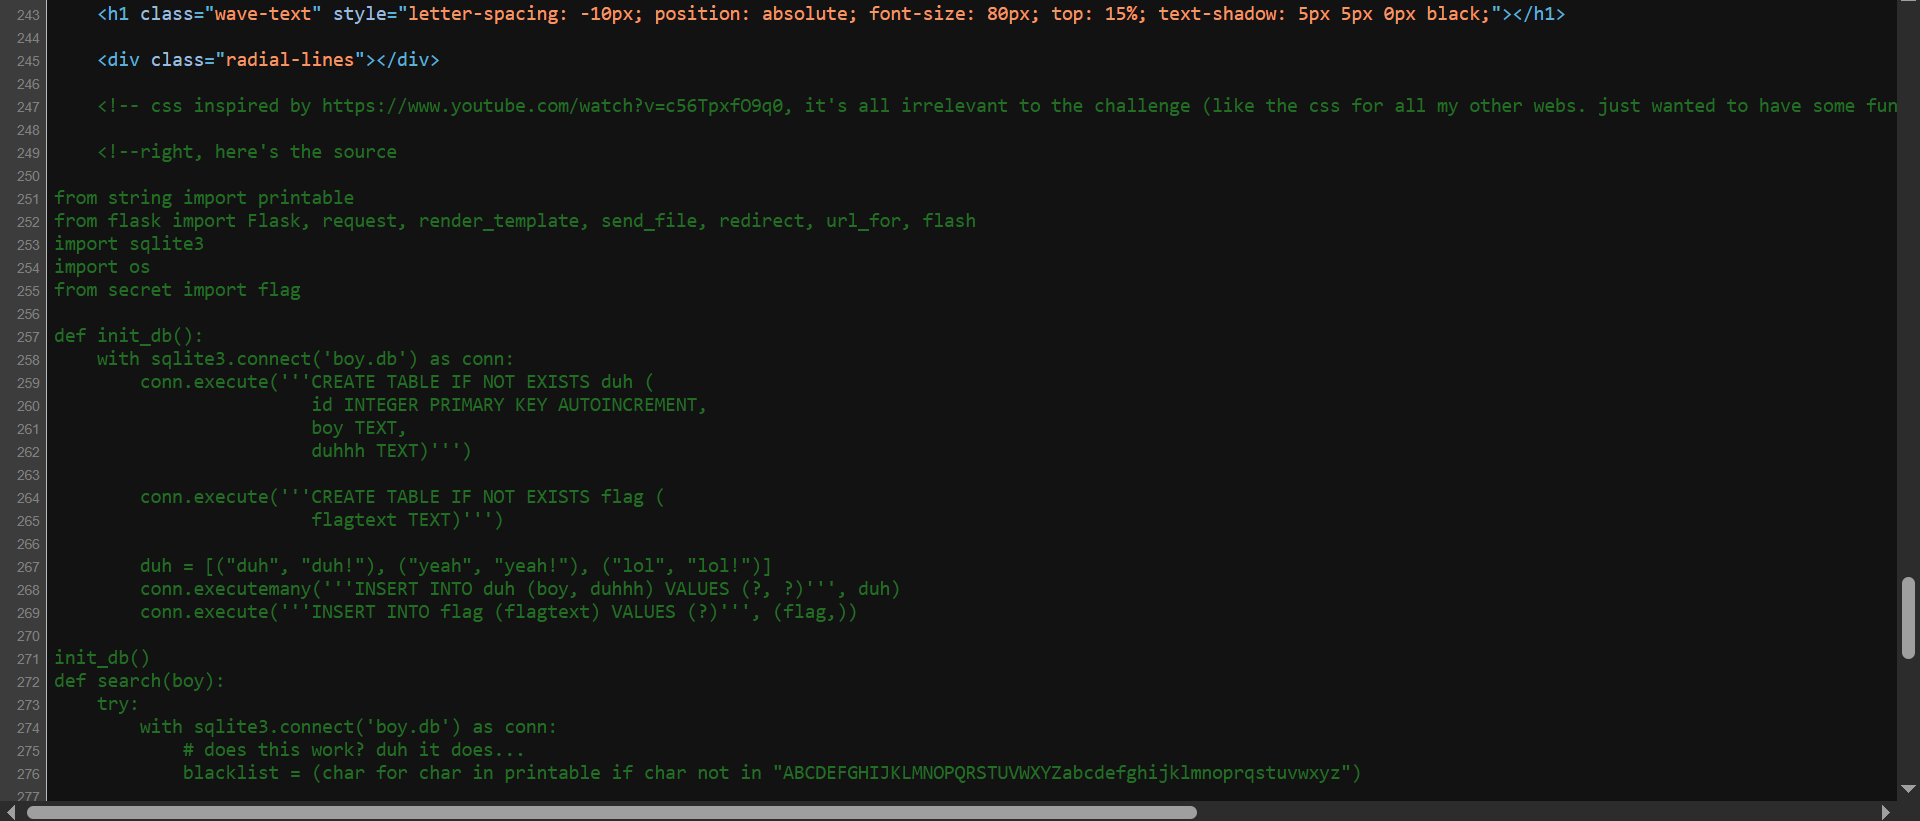 243 <h1 class="wave-text" style="letter-spacing: -10px; position: absolute; font-size: 80px; top: 15%; text-shadow: 5px 5px 0px black;"></h1>
244
245 <div class="radial-lines"></div>
246
247 <!-- css inspired by https://www.youtube.com/watch?v=c56TpxfO9q0, it's all irrelevant to the challenge (like the css for all my other webs. just wanted to have some fun
248
249 <!--right, here's the source
250
251 from string import printable
252 from flask import Flask, request, render_template, send_file, redirect, url_for, flash
253 import sqlite3
254 import os
255 from secret import flag
256
257 def init_db():
258 with sqlite3.connect('boy.db') as conn:
259 conn.execute('''CREATE TABLE IF NOT EXISTS duh (
260 id INTEGER PRIMARY KEY AUTOINCREMENT,
261 boy TEXT,
262 duhhh TEXT)''')
263
264 conn.execute('''CREATE TABLE IF NOT EXISTS flag (
265 flagtext TEXT)''')
266
267 duh = [("duh", "duh!"), ("yeah", "yeah!"), ("lol", "lol!")]
268 conn.executemany('''INSERT INTO duh (boy, duhhh) VALUES (?, ?)''', duh)
269 conn.execute('''INSERT INTO flag (flagtext) VALUES (?)''', (flag,))
270
271 init_db()
272 def search(boy):
273 try:
274 with sqlite3.connect('boy.db') as conn:
275 # does this work? duh it does...
276 blacklist = (char for char in printable if char not in "ABCDEFGHIJKLMNOPQRSTUVWXYZabcdefghijklmnoprqstuvwxyz")
277